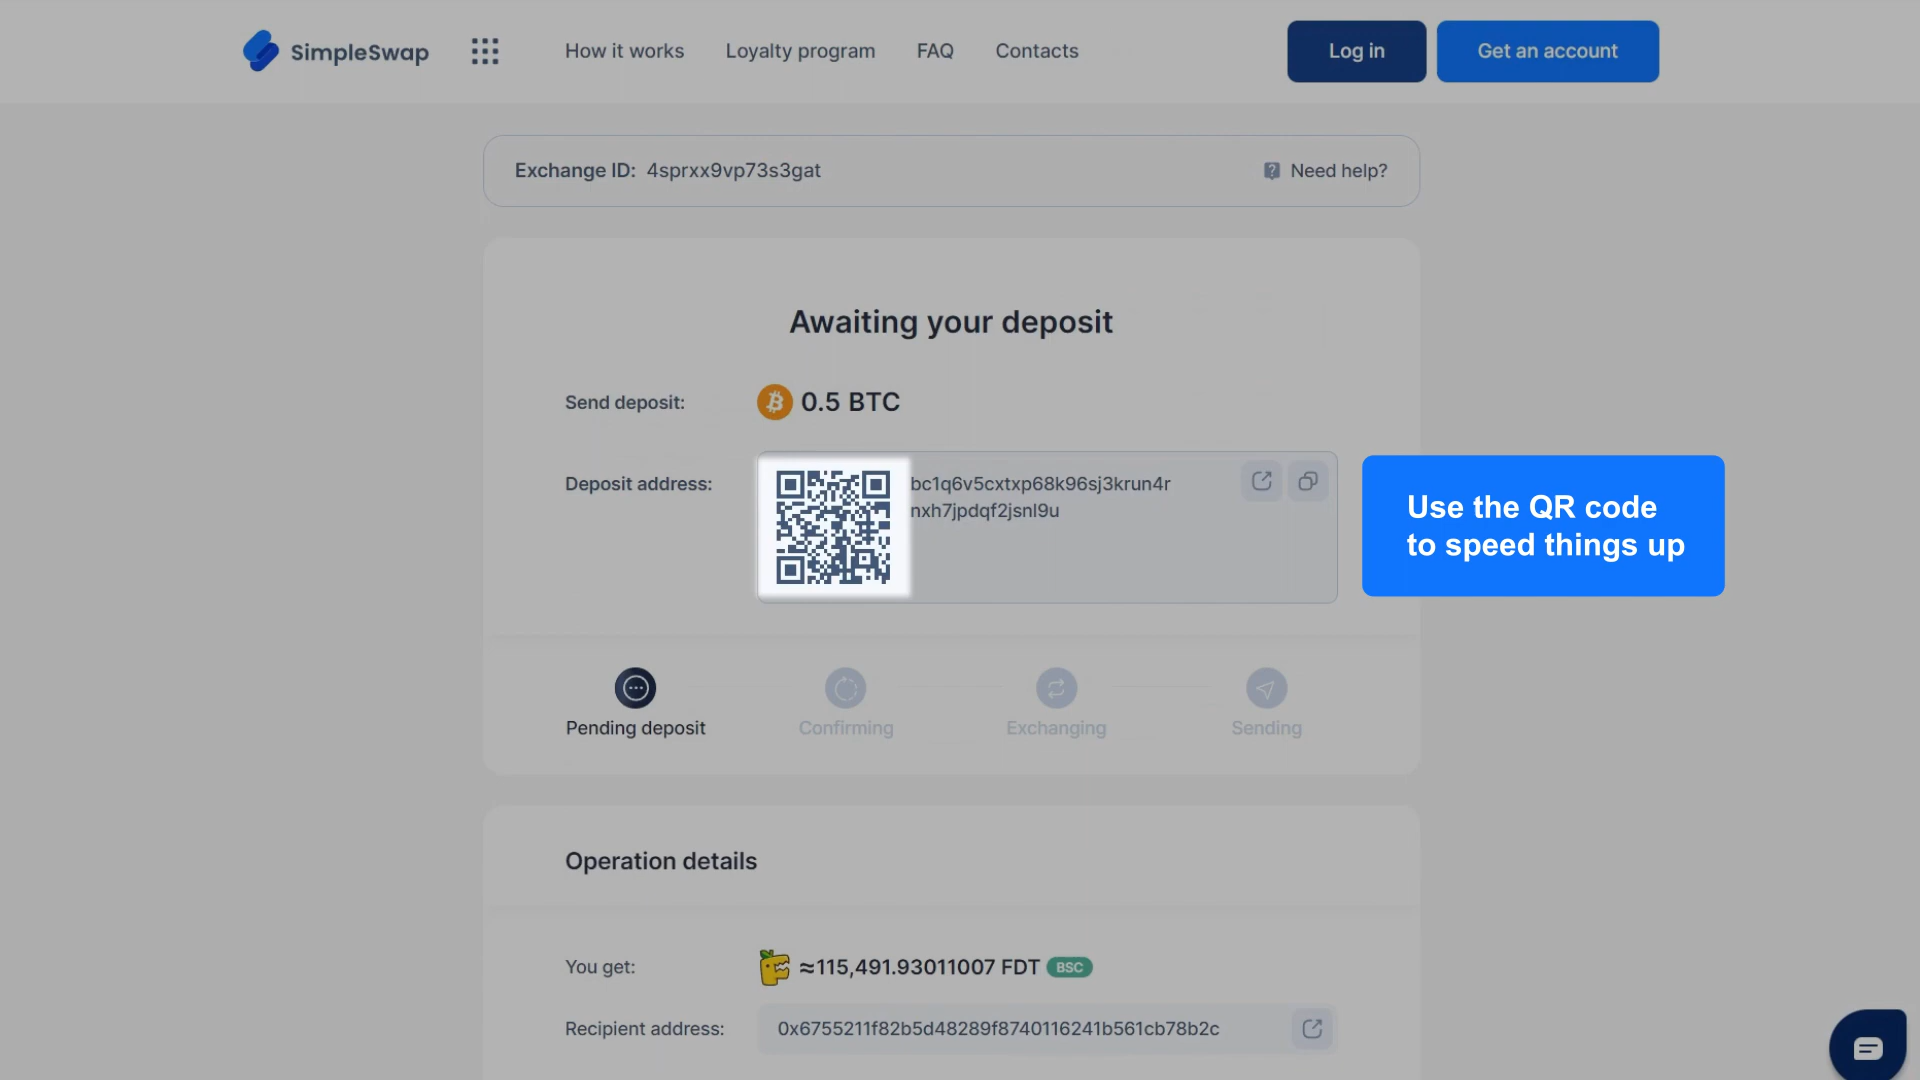 SimpleSwap
How it works
Loyalty program
FAQ
Contacts
Log in
Get an account
Exchange ID: 4sprxx9vp73s3gat
Need help?
Awaiting your deposit
Send deposit:
0.5 BTC
Deposit address:
bc1q6v5cxtxp68k96sj3krun4r
nxh7jpdqf2jsnl9u
Use the QR code
to speed things up
Pending deposit
Confirming
Exchanging
Sending
Operation details
You get:
≈115,491.93011007 FDT BSC
Recipient address:
0x6755211f82b5d48289f8740116241b561cb78b2c